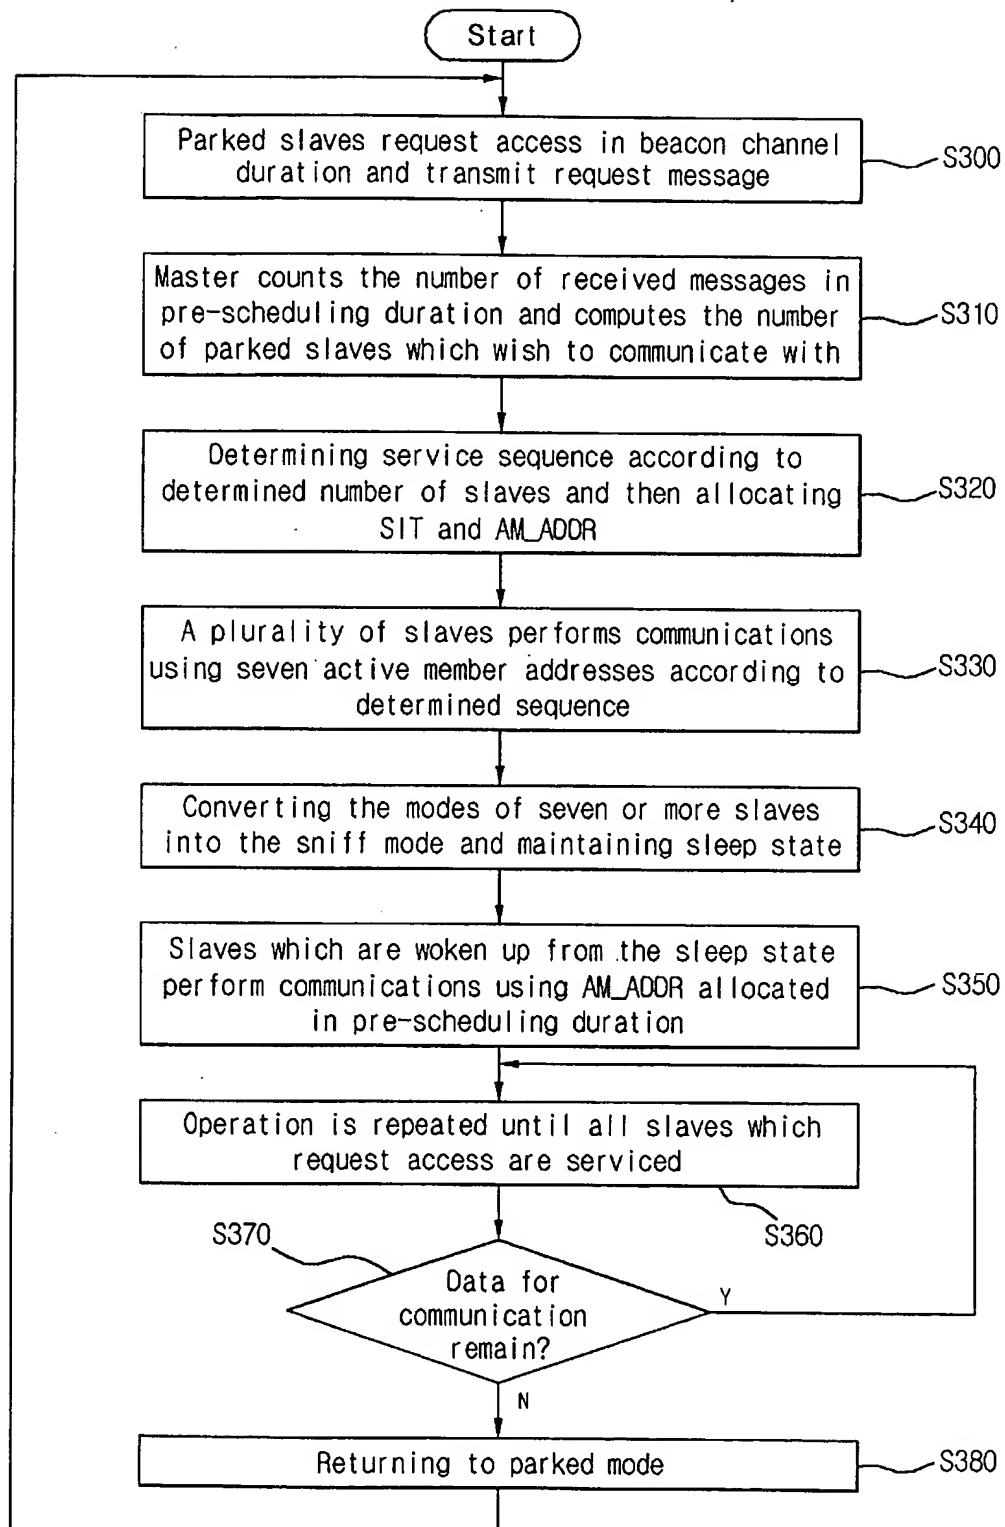 Start
Parked slaves request access in beacon channel
duration and transmit request message
S300
Master counts the number of received messages in
pre-scheduling duration and computes the number
of parked slaves which wish to communicate with
S310
Determining service sequence according to
determined number of slaves and then allocating
SIT and AM_ADDR
S320
A plurality of slaves performs communications
using seven active member addresses according to
determined sequence
S330
Converting the modes of seven or more slaves
into the sniff mode and maintaining sleep state
S340
Slaves which are woken up from the sleep state
perform communications using AM_ADDR allocated
in pre-scheduling duration
S350
Operation is repeated until all slaves which
request access are serviced
S360
S370
Data for
communication
remain?
Y
N
Returning to parked mode
S380